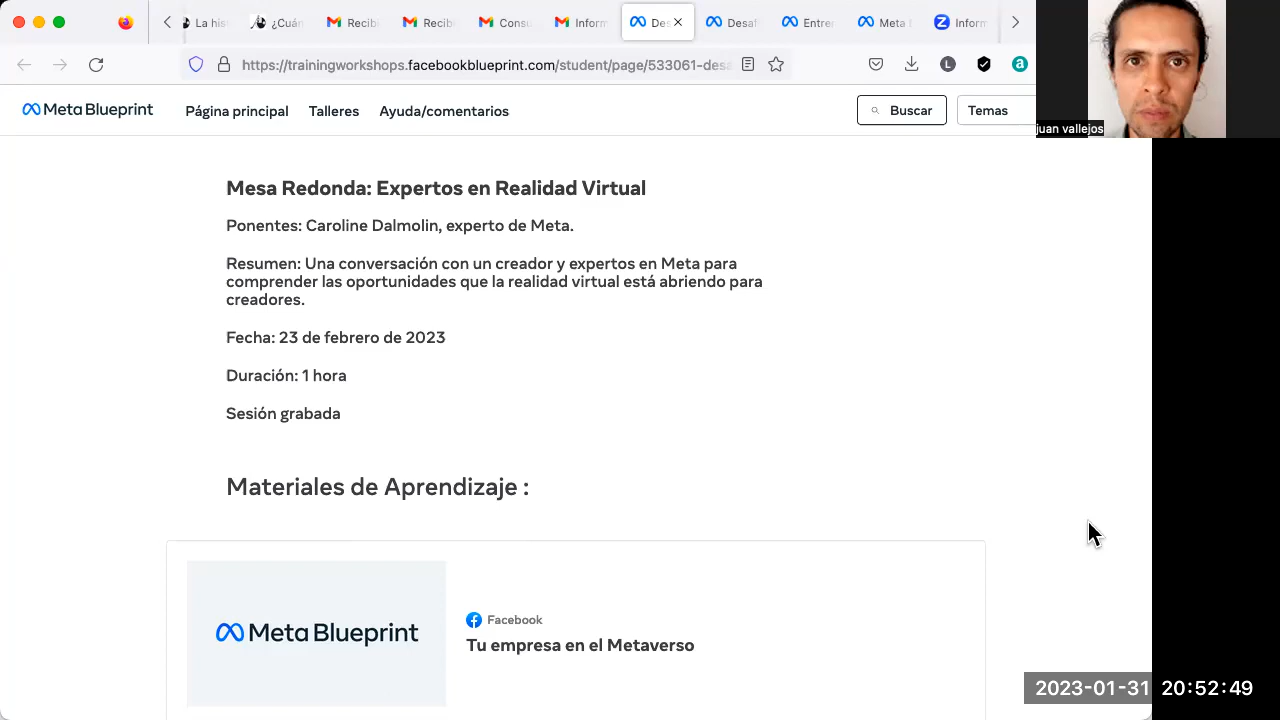 La his
¿Cuán
Recib
Recib
Consu
Inform
Des
Desaf
Entrer
Meta
Inform
https://trainingworkshops.facebookblueprint.com/student/page/533061-desa
L
a
Meta Blueprint
Página principal
Talleres
Ayuda/comentarios
Buscar
Temas
juan vallejos
Mesa Redonda: Expertos en Realidad Virtual
Ponentes: Caroline Dalmolin, experto de Meta.
Resumen: Una conversación con un creador y expertos en Meta para
comprender las oportunidades que la realidad virtual está abriendo para
creadores.
Fecha: 23 de febrero de 2023
Duración: 1 hora
Sesión grabada
Materiales de Aprendizaje :
Meta Blueprint
Facebook
Tu empresa en el Metaverso
2023-01-31 20:52:49